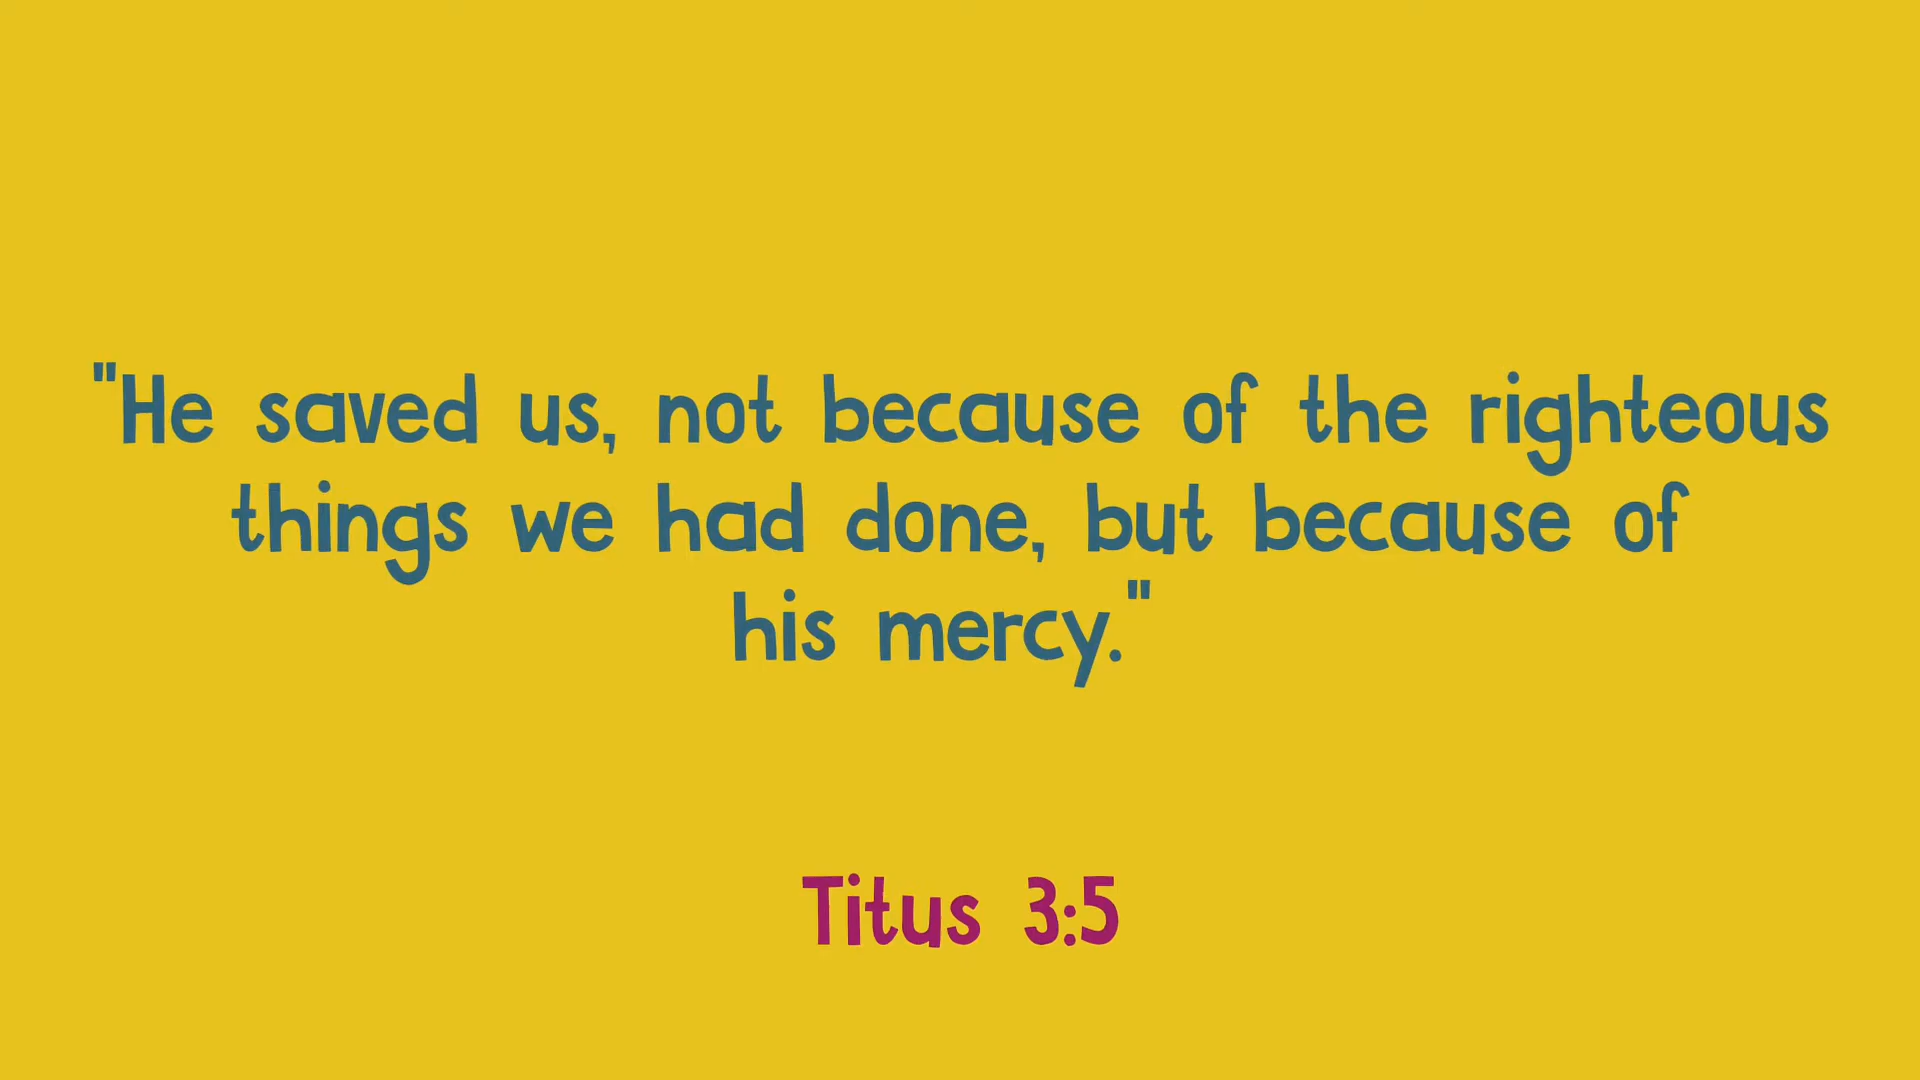 "He saved us, not because of the righteous
things we had done, but because of
his mercy."
Titus 3:5